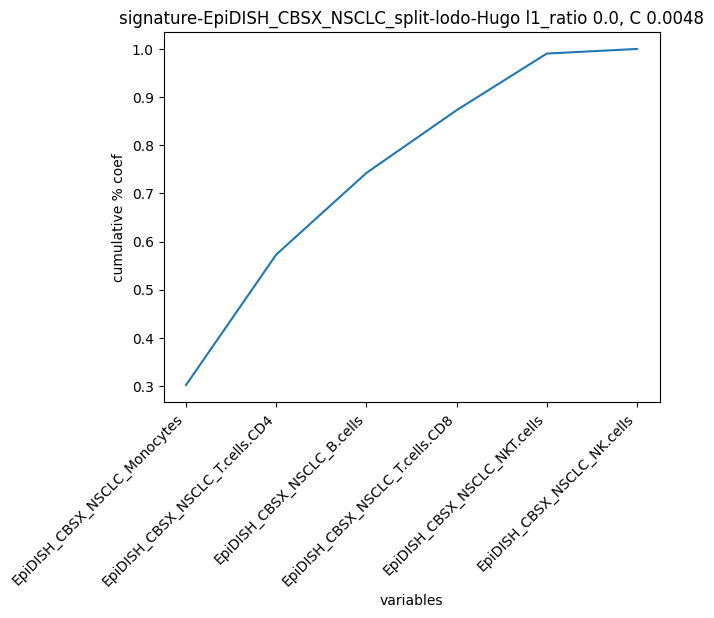 signature-EpiDISH_CBSX_NSCLC_split-lodo-Hugo l1_ratio 0.0, C 0.0048
1.0
0.9
0.8
0.7
0.6
0.5
0.4
0.3
cumulative % coef
EpiDISH_CBSX_NSCLC_Monocytes
EpiDISH_CBSX_NSCLC_T.cells.CD4
EpiDISH_CBSX_NSCLC_B.cells
EpiDISH_CBSX_NSCLC_T.cells.CD8
EpiDISH_CBSX_NSCLC_NKT.cells
EpiDISH_CBSX_NSCLC_NK.cells
variables